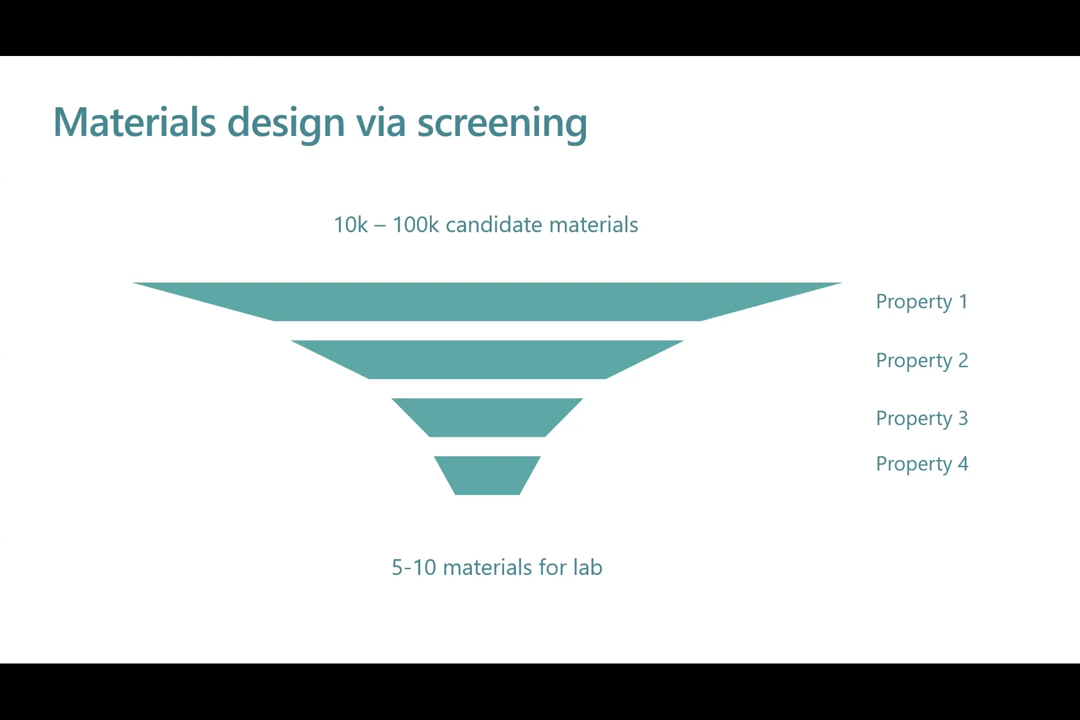 Materials design via screening
10k – 100k candidate materials
Property 1
Property 2
Property 3
Property 4
5-10 materials for lab